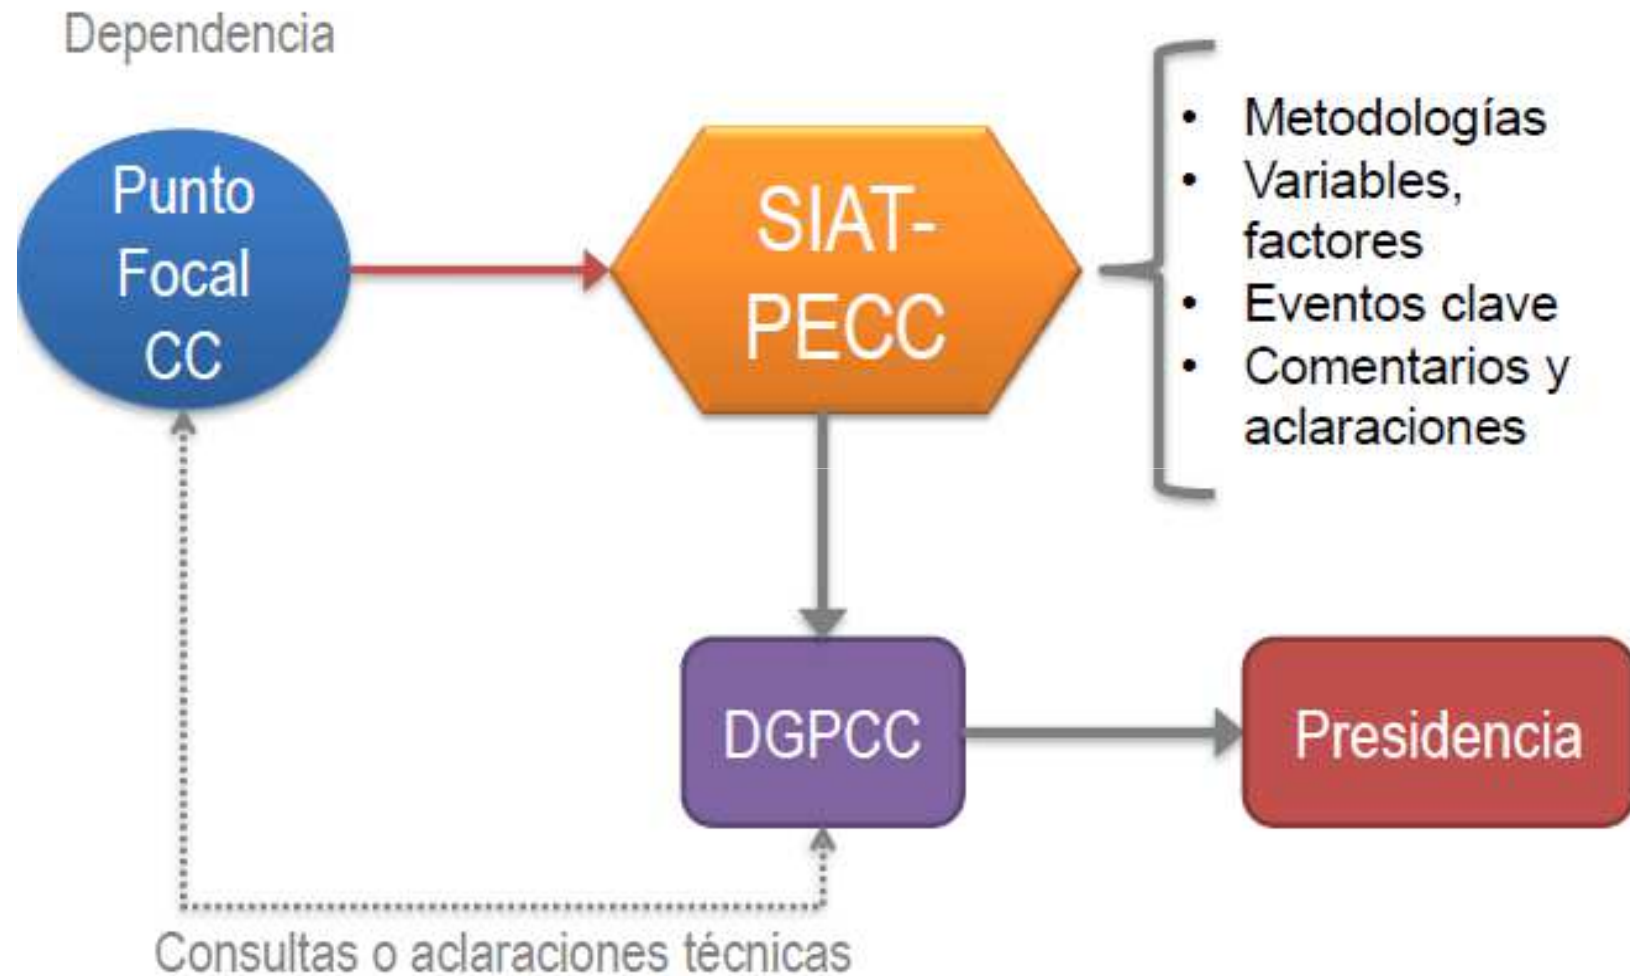 Dependencia
Punto
Focal
CC
SIAT-
PECC
• Metodologías
• Variables,
factores
• Eventos clave
• Comentarios y
aclaraciones
DGPCC
Presidencia
Consultas o aclaraciones técnicas